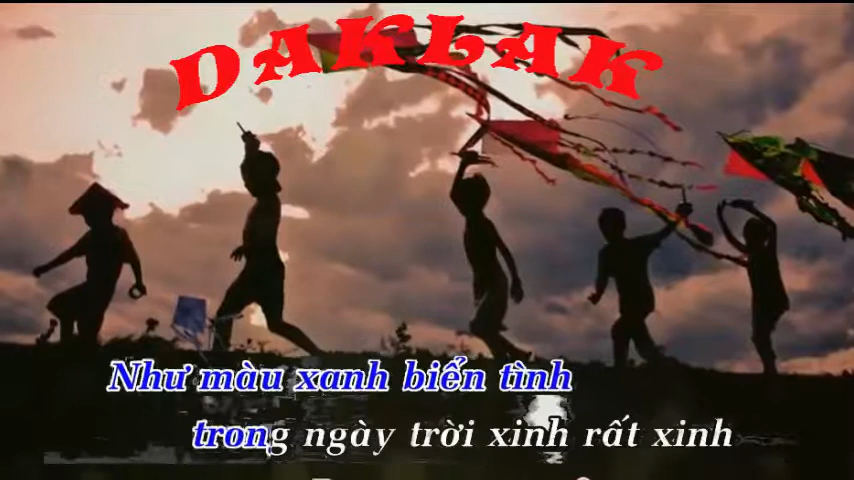 DAKLAK
Như màu xanh biển tình
trong ngày trời xinh rất xinh